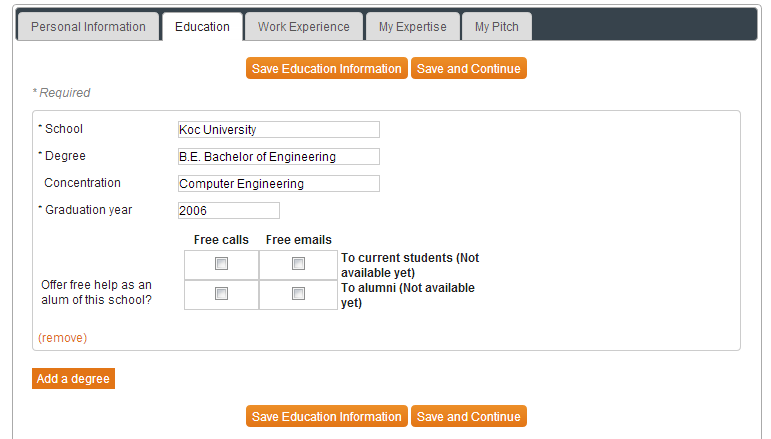 Personal Information Education Work Experience My Expertise My Pitch
Save Education Information Save and Continue
* Required
* School Koc University
* Degree B.E. Bachelor of Engineering
Concentration Computer Engineering
* Graduation year 2006
Free calls Free emails
To current students (Not
available yet)
Offer free help as an
alum of this school?
To alumni (Not available
yet)
(remove)
Add a degree
Save Education Information Save and Continue